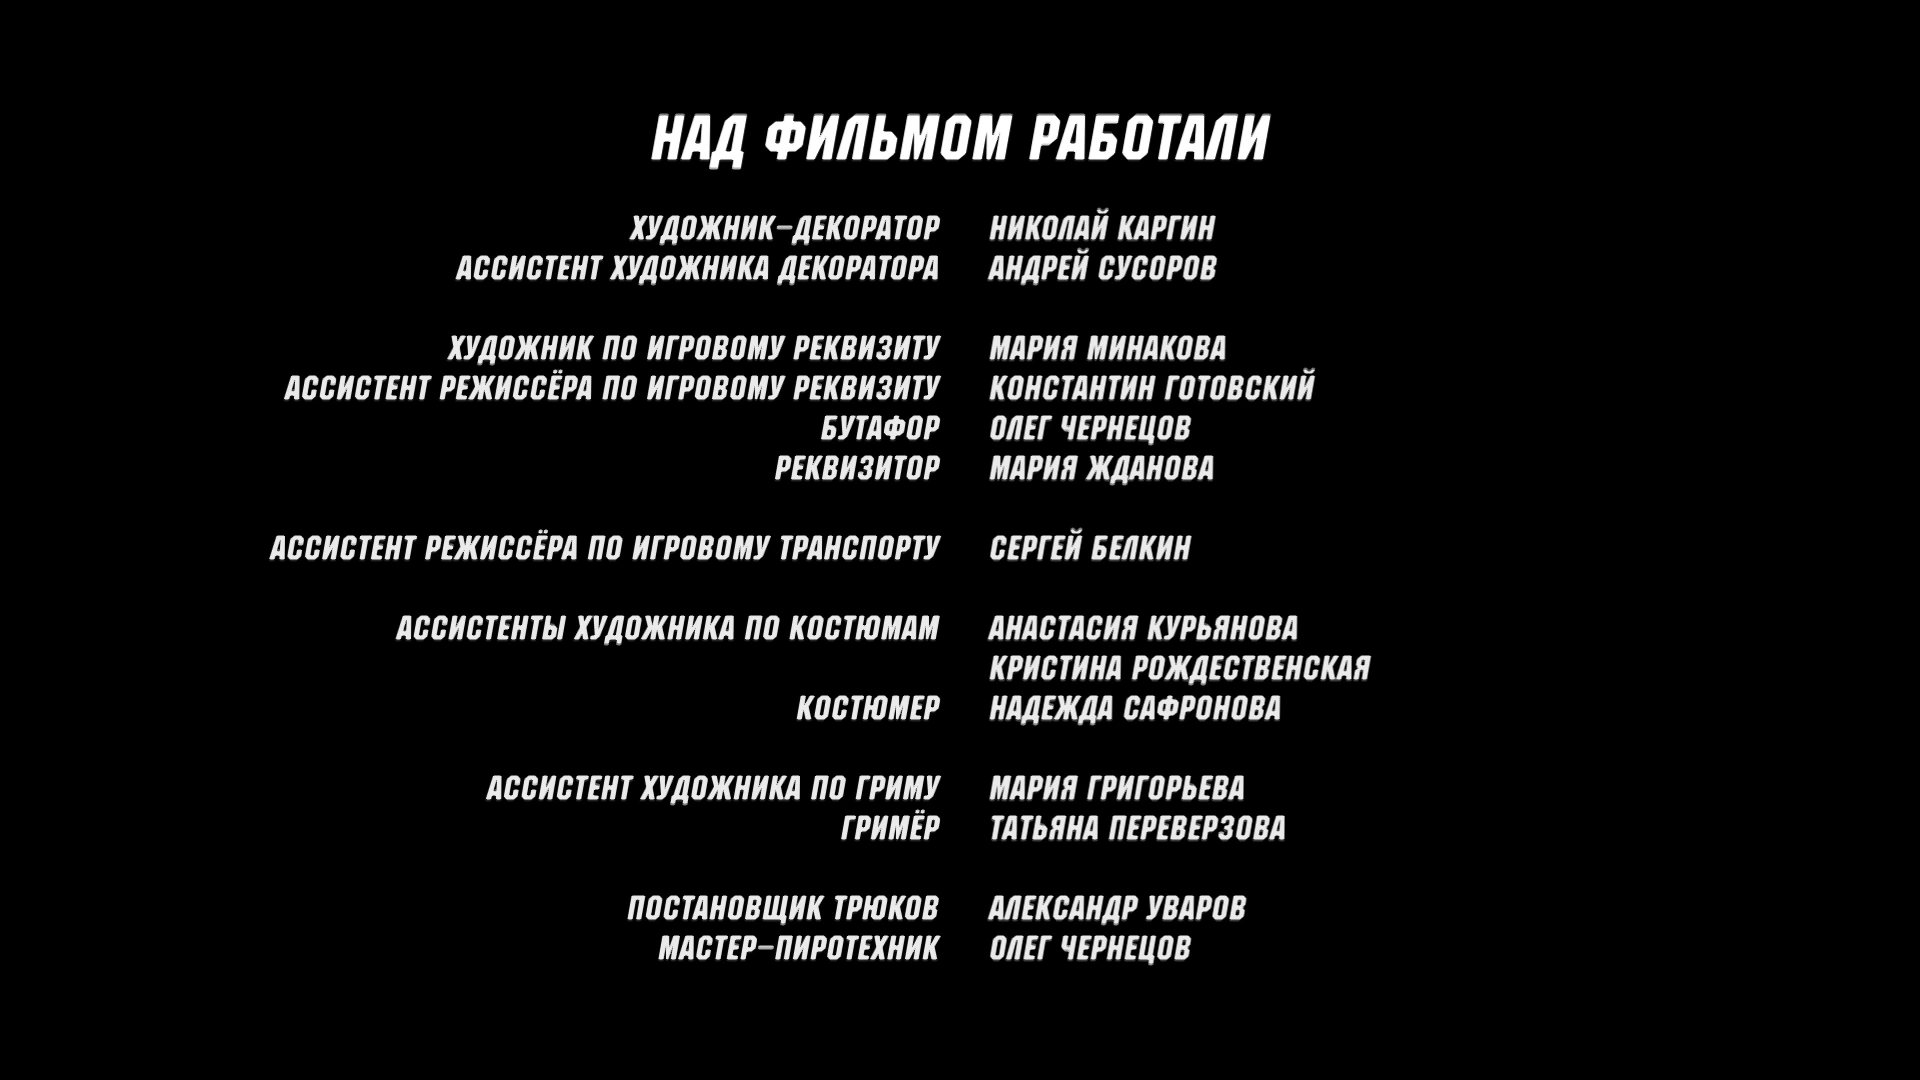 НАД ФИЛЬМОМ РАБОТАЛИ
ХУДОЖНИК-ДЕКОРАТОР НИКОЛАЙ КАРГИН
АССИСТЕНТ ХУДОЖНИКА ДЕКОРАТОРА АНДРЕЙ СУСОРОВ
ХУДОЖНИК ПО ИГРОВОМУ РЕКВИЗИТУ МАРИЯ МИНАКОВА
АССИСТЕНТ РЕЖИССЁРА ПО ИГРОВОМУ РЕКВИЗИТУ КОНСТАНТИН ГОТОВСКИЙ
БУТАФОР ОЛЕГ ЧЕРНЕЦОВ
РЕКВИЗИТОР МАРИЯ ЖДАНОВА
АССИСТЕНТ РЕЖИССЁРА ПО ИГРОВОМУ ТРАНСПОРТУ СЕРГЕЙ БЕЛКИН
АССИСТЕНТЫ ХУДОЖНИКА ПО КОСТЮМАМ АНАСТАСИЯ КУРЬЯНОВА
КРИСТИНА РОЖДЕСТВЕНСКАЯ
КОСТЮМЕР НАДЕЖДА САФРОНОВА
АССИСТЕНТ ХУДОЖНИКА ПО ГРИМУ МАРИЯ ГРИГОРЬЕВА
ГРИМЁР ТАТЬЯНА ПЕРЕВЕРЗОВА
ПОСТАНОВЩИК ТРЮКОВ АЛЕКСАНДР УВАРОВ
МАСТЕР-ПИРОТЕХНИК ОЛЕГ ЧЕРНЕЦОВ